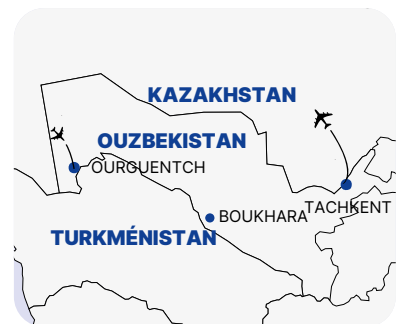 KAZAKHSTAN
OUZBEKISTAN
OURGUENTCH
TACHKENT
BOUKHARA
TURKMÉNISTAN